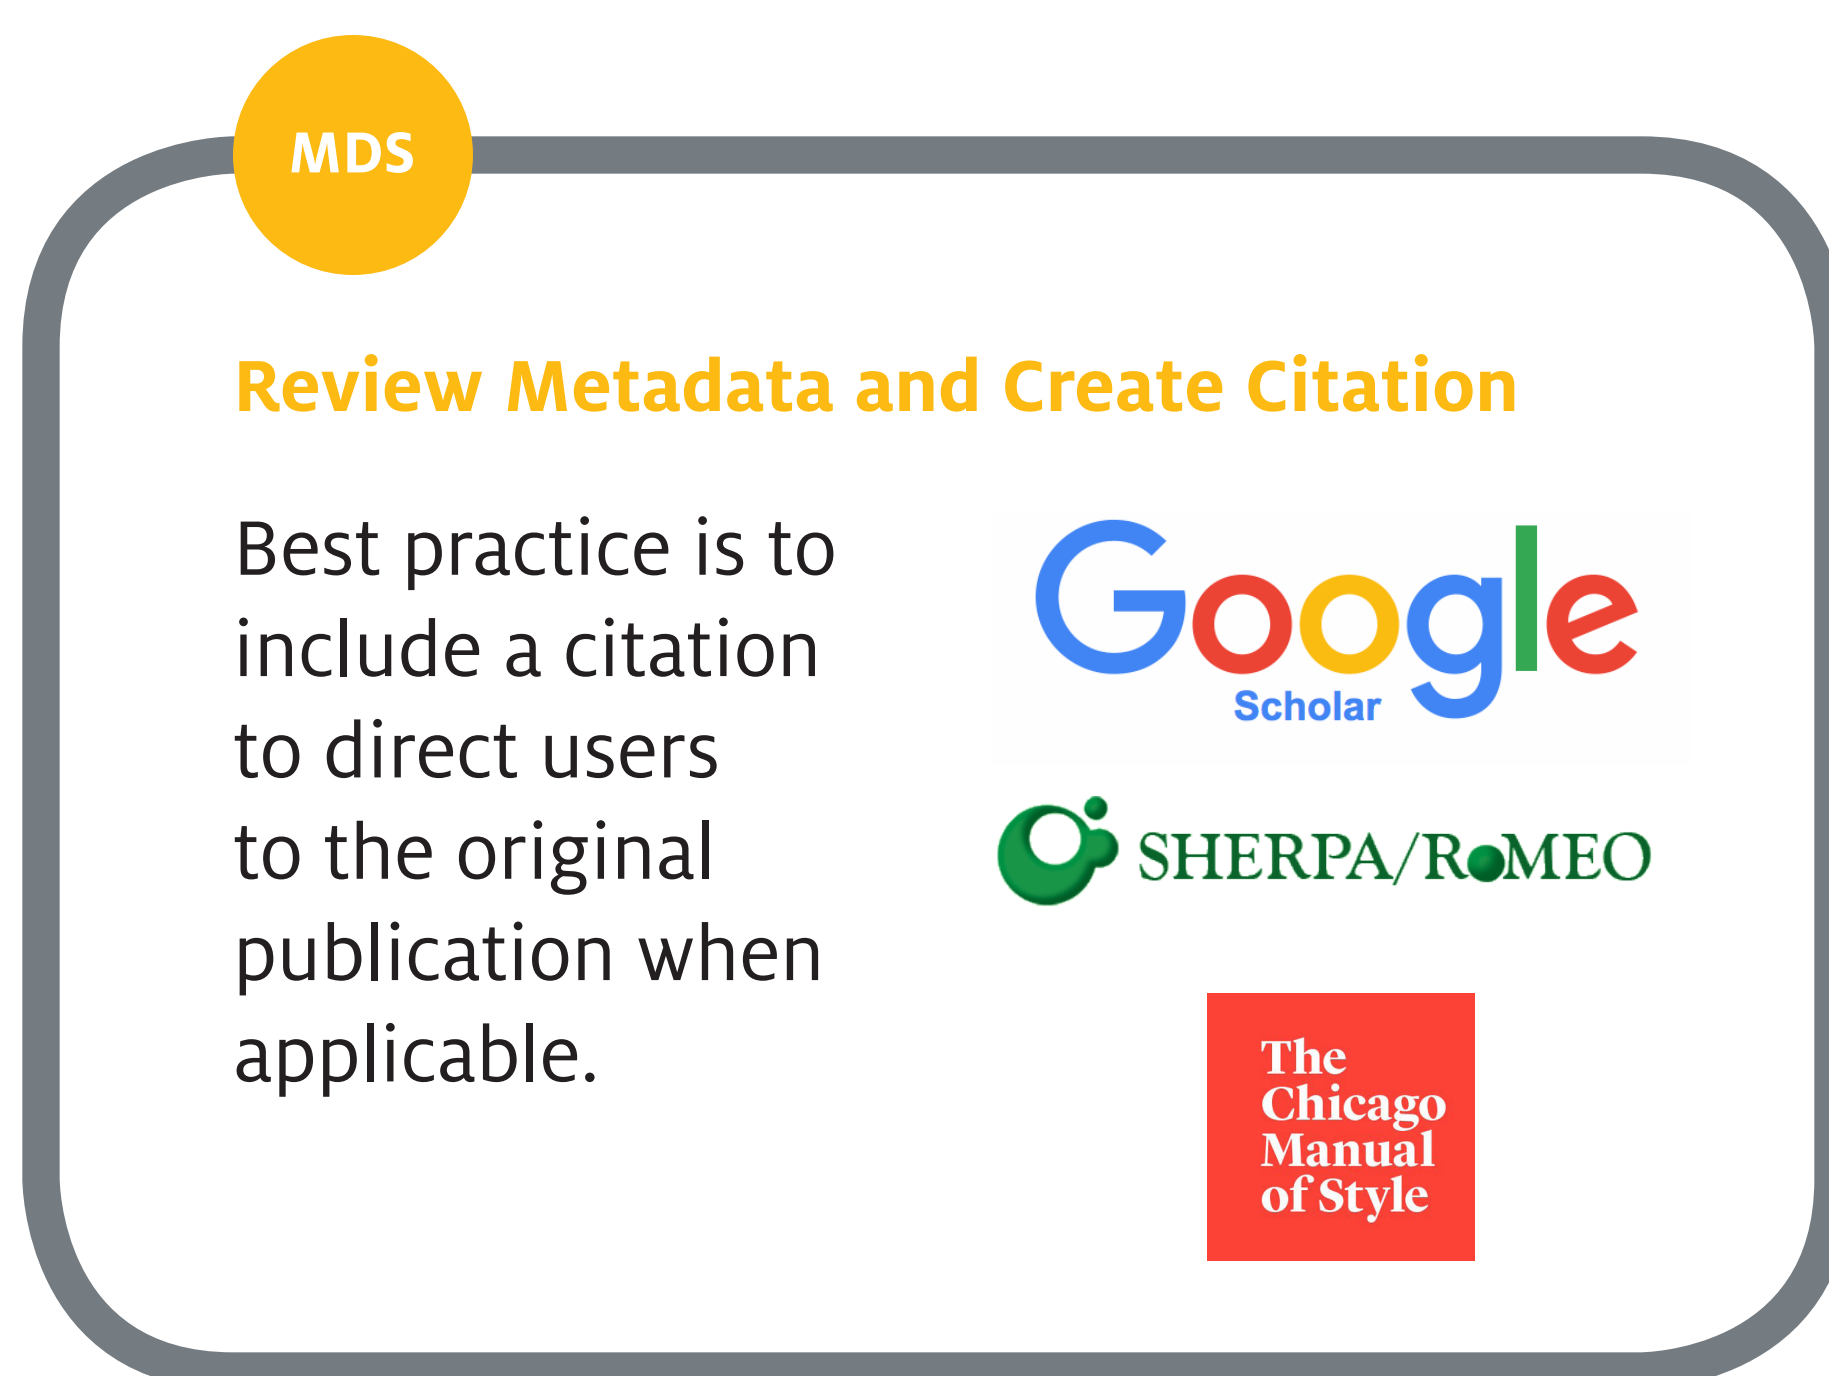 MDS
Review Metadata and Create Citation
Best practice is to
include a citation
to direct users
to the original
publication when
applicable.
Google
Scholar
SHERPA/RoMEO
The
Chicago
Manual
of Style